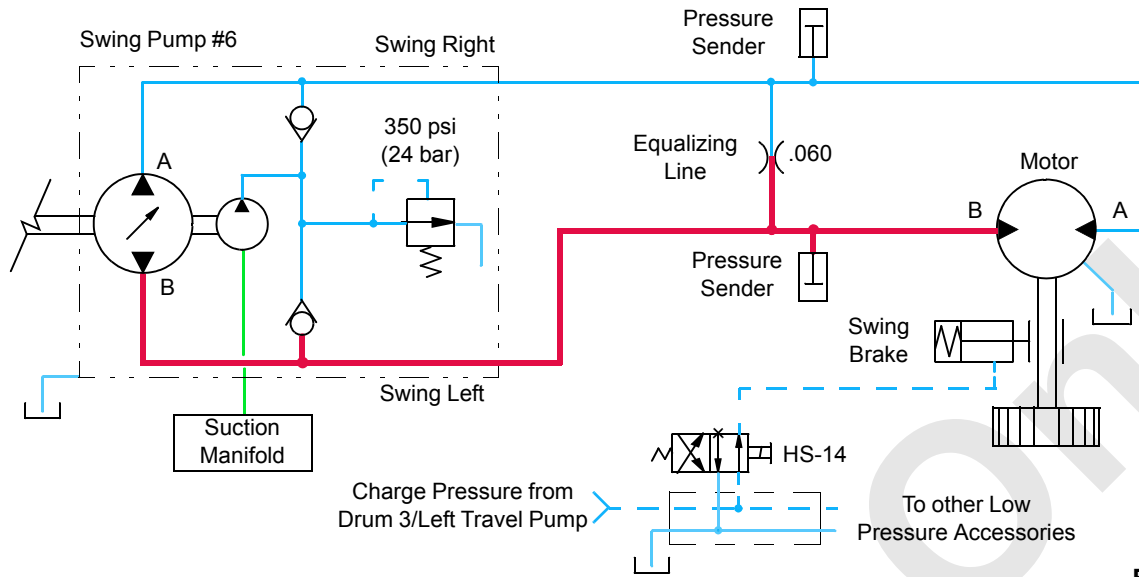 Pressure
Sender
Swing Pump #6
Swing Right
350 psi
(24 bar)
Equalizing
Line
.060
Motor
A
B
A
B
Pressure
Sender
Swing
Brake
Swing Left
Suction
Manifold
HS-14
Charge Pressure from
Drum 3/Left Travel Pump
To other Low
Pressure Accessories